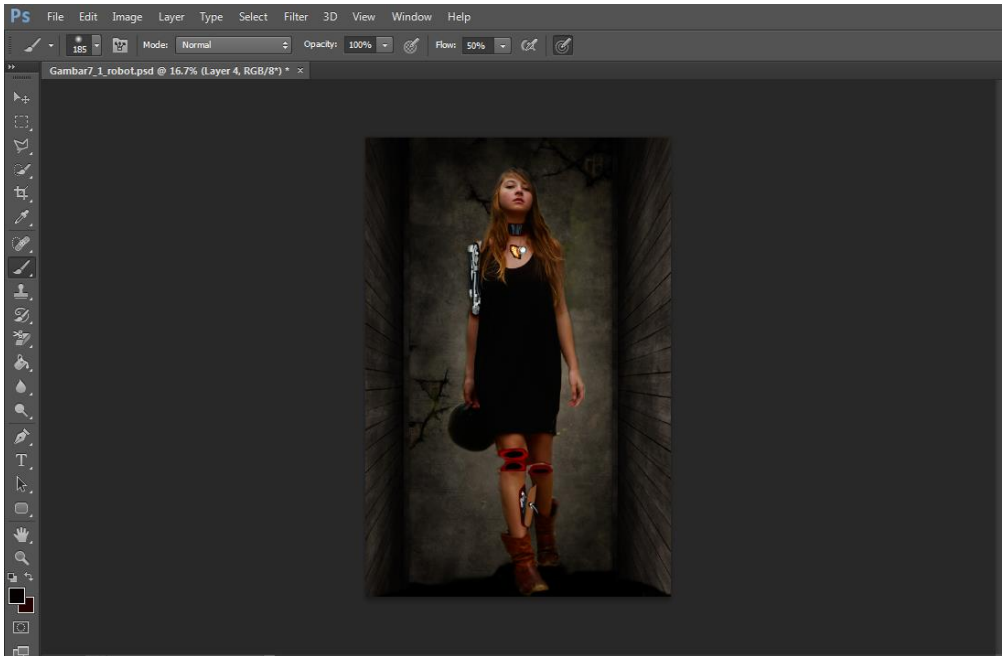 Ps File Edit Image Layer Type Select Filter 3D View Window Help
185 Mode: Normal Opacity: 100% Flow: 50%
Gambar7_1_robot.psd @ 16.7% (Layer 4, RGB/8*) * ×
T